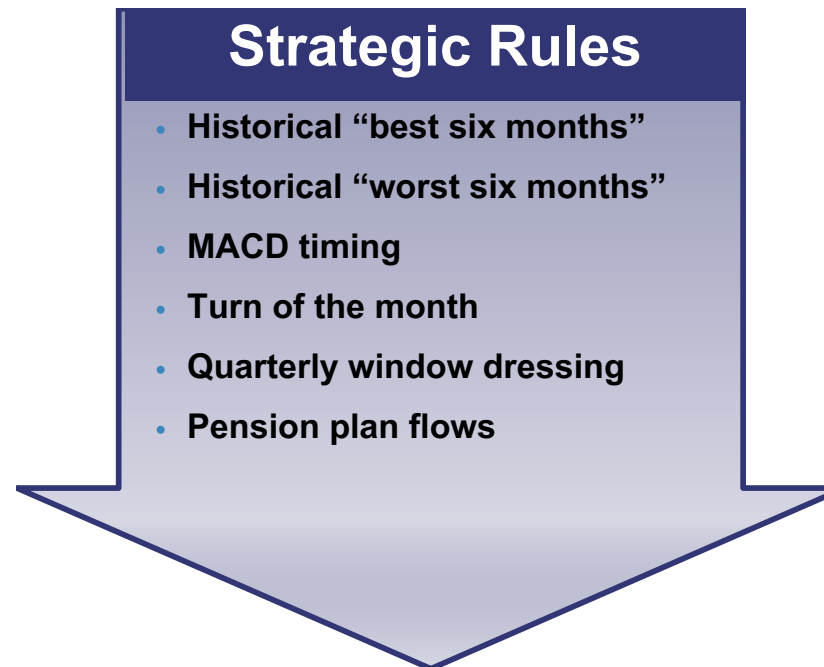 Strategic Rules
• Historical “best six months”
• Historical “worst six months”
• MACD timing
• Turn of the month
• Quarterly window dressing
• Pension plan flows